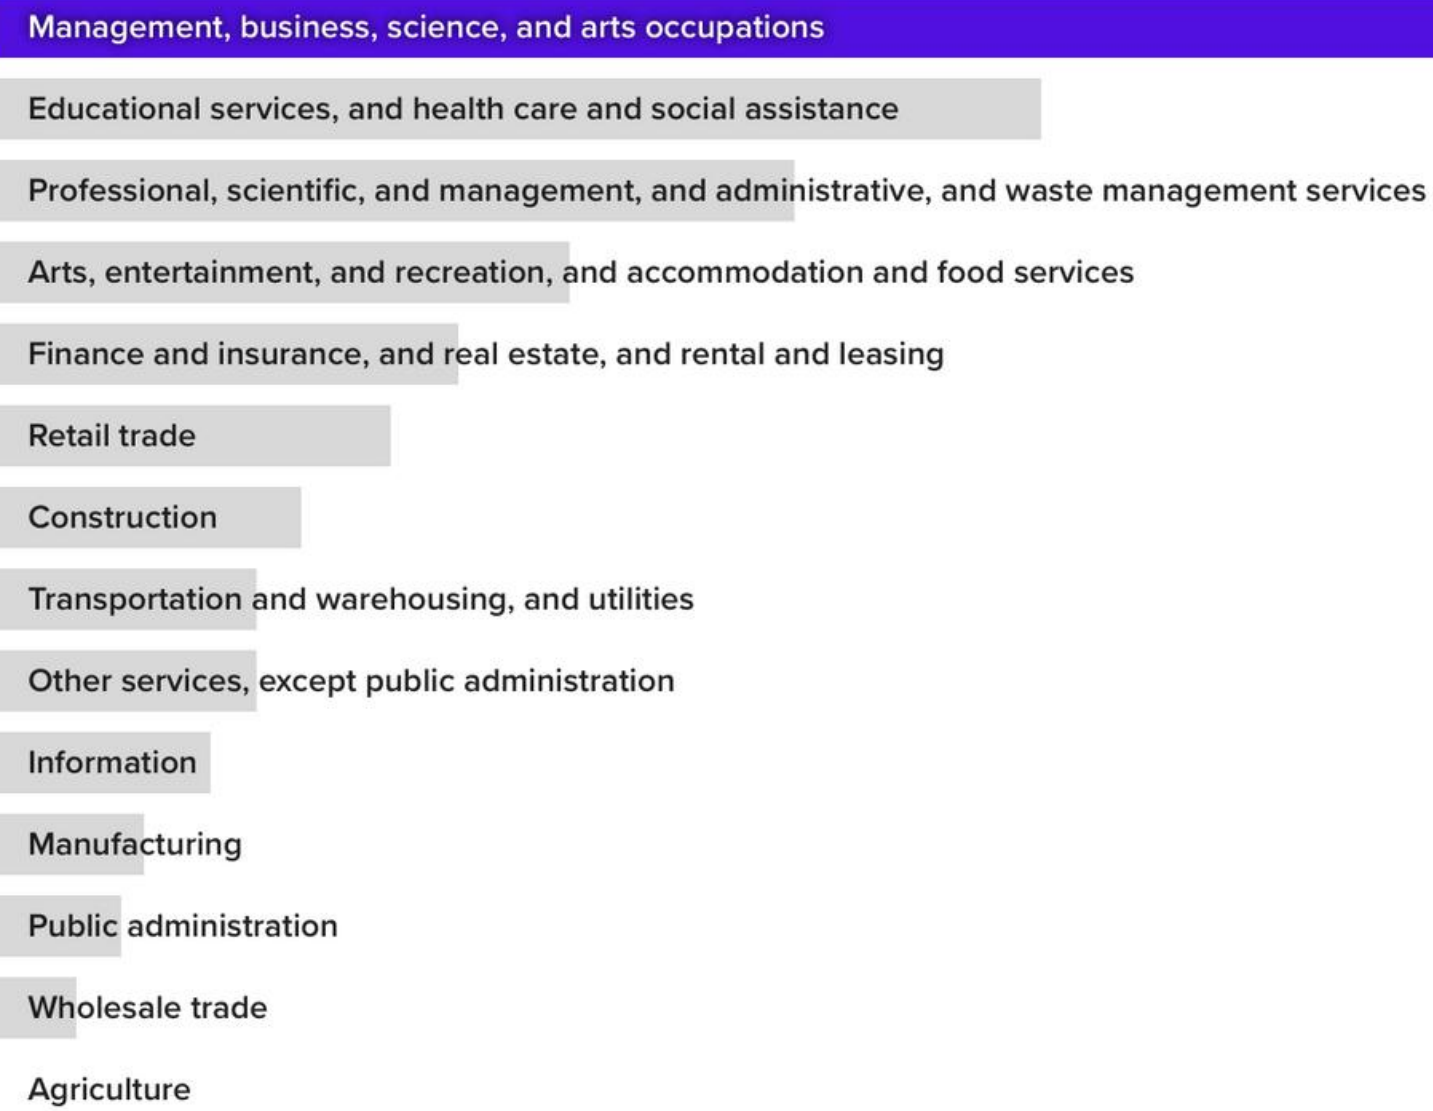 Management, business, science, and arts occupations
Educational services, and health care and social assistance
Professional, scientific, and management, and administrative, and waste management services
Arts, entertainment, and recreation, and accommodation and food services
Finance and insurance, and real estate, and rental and leasing
Retail trade
Construction
Transportation and warehousing, and utilities
Other services, except public administration
Information
Manufacturing
Public administration
Wholesale trade
Agriculture